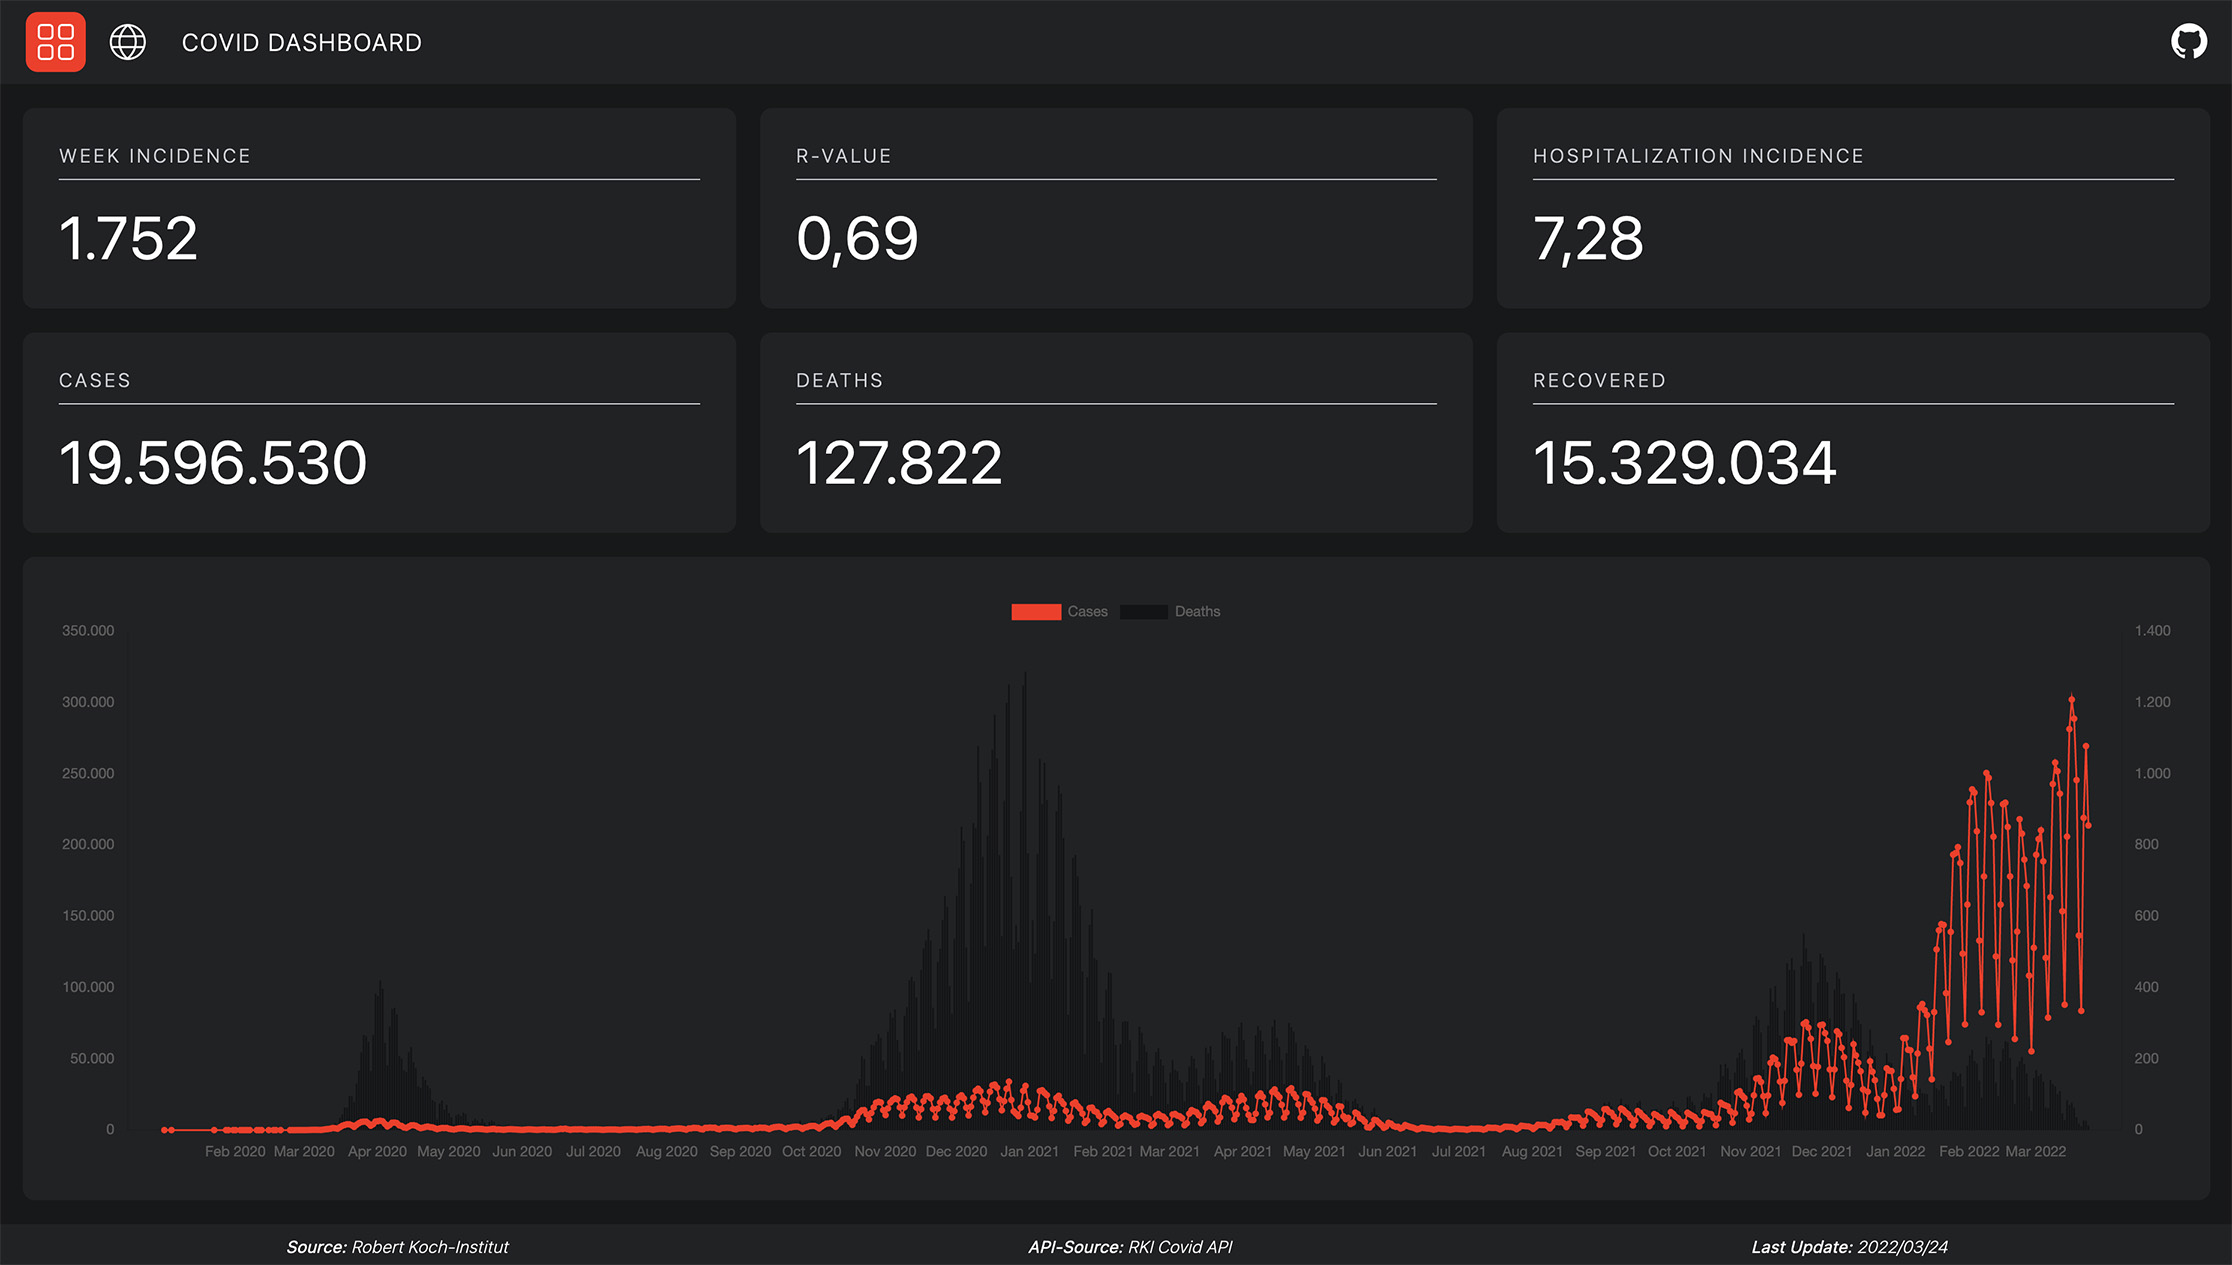 COVID DASHBOARD
WEEK INCIDENCE
1.752
R-VALUE
0,69
HOSPITALIZATION INCIDENCE
7,28
CASES
19.596.530
DEATHS
127.822
RECOVERED
15.329.034
Cases Deaths
350.000 1.400
300.000 1.200
250.000 1.000
200.000 800
150.000 600
100.000 400
50.000 200
0 0
Feb 2020 Mar 2020 Apr 2020 May 2020 Jun 2020 Jul 2020 Aug 2020 Sep 2020 Oct 2020 Nov 2020 Dec 2020 Jan 2021 Feb 2021 Mar 2021 Apr 2021 May 2021 Jun 2021 Jul 2021 Aug 2021 Sep 2021 Oct 2021 Nov 2021 Dec 2021 Jan 2022 Feb 2022 Mar 2022
Source: Robert Koch-Institut
API-Source: RKI Covid API
Last Update: 2022/03/24